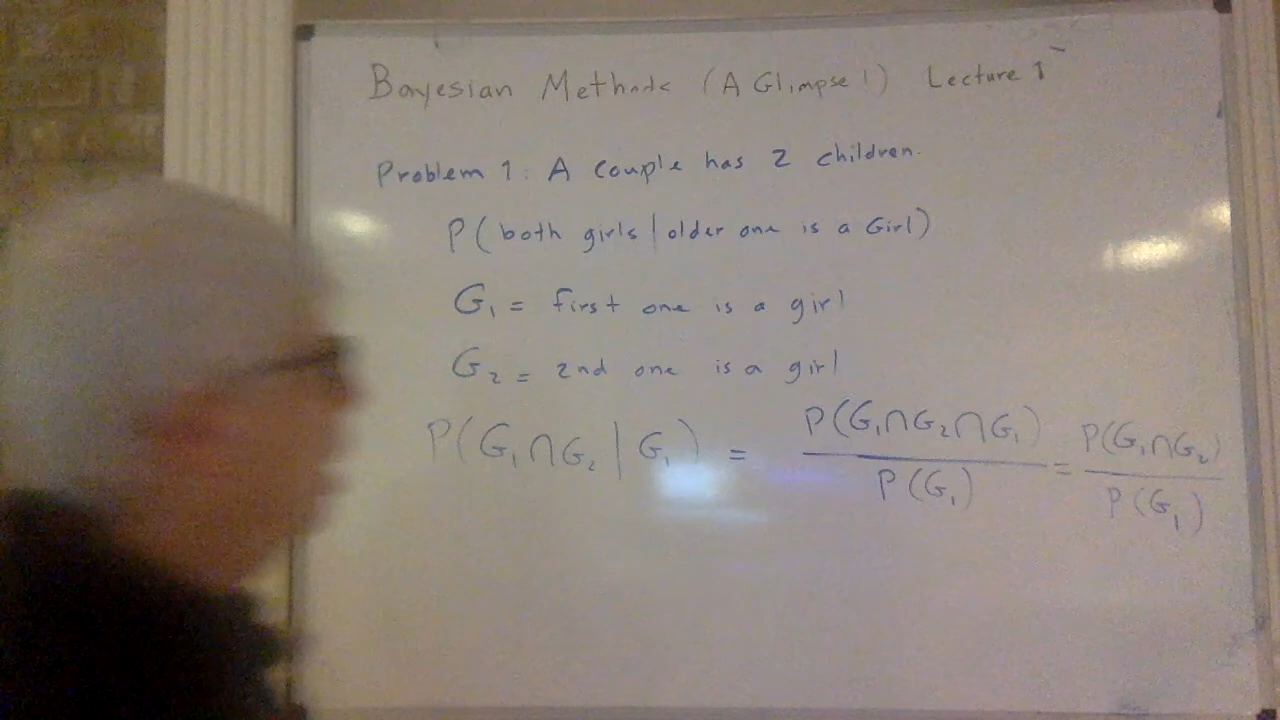 Bayesian Methods (A Glimpse!) Lecture 1
Problem 1: A couple has 2 children.
P(both girls | older one is a Girl)
G₁ = first one is a girl
G₂ = 2nd one is a girl
P(G₁∩G₂ | G₁) = P(G₁∩G₂∩G₁) / P(G₁) = P(G₁∩G₂) / P(G₁)